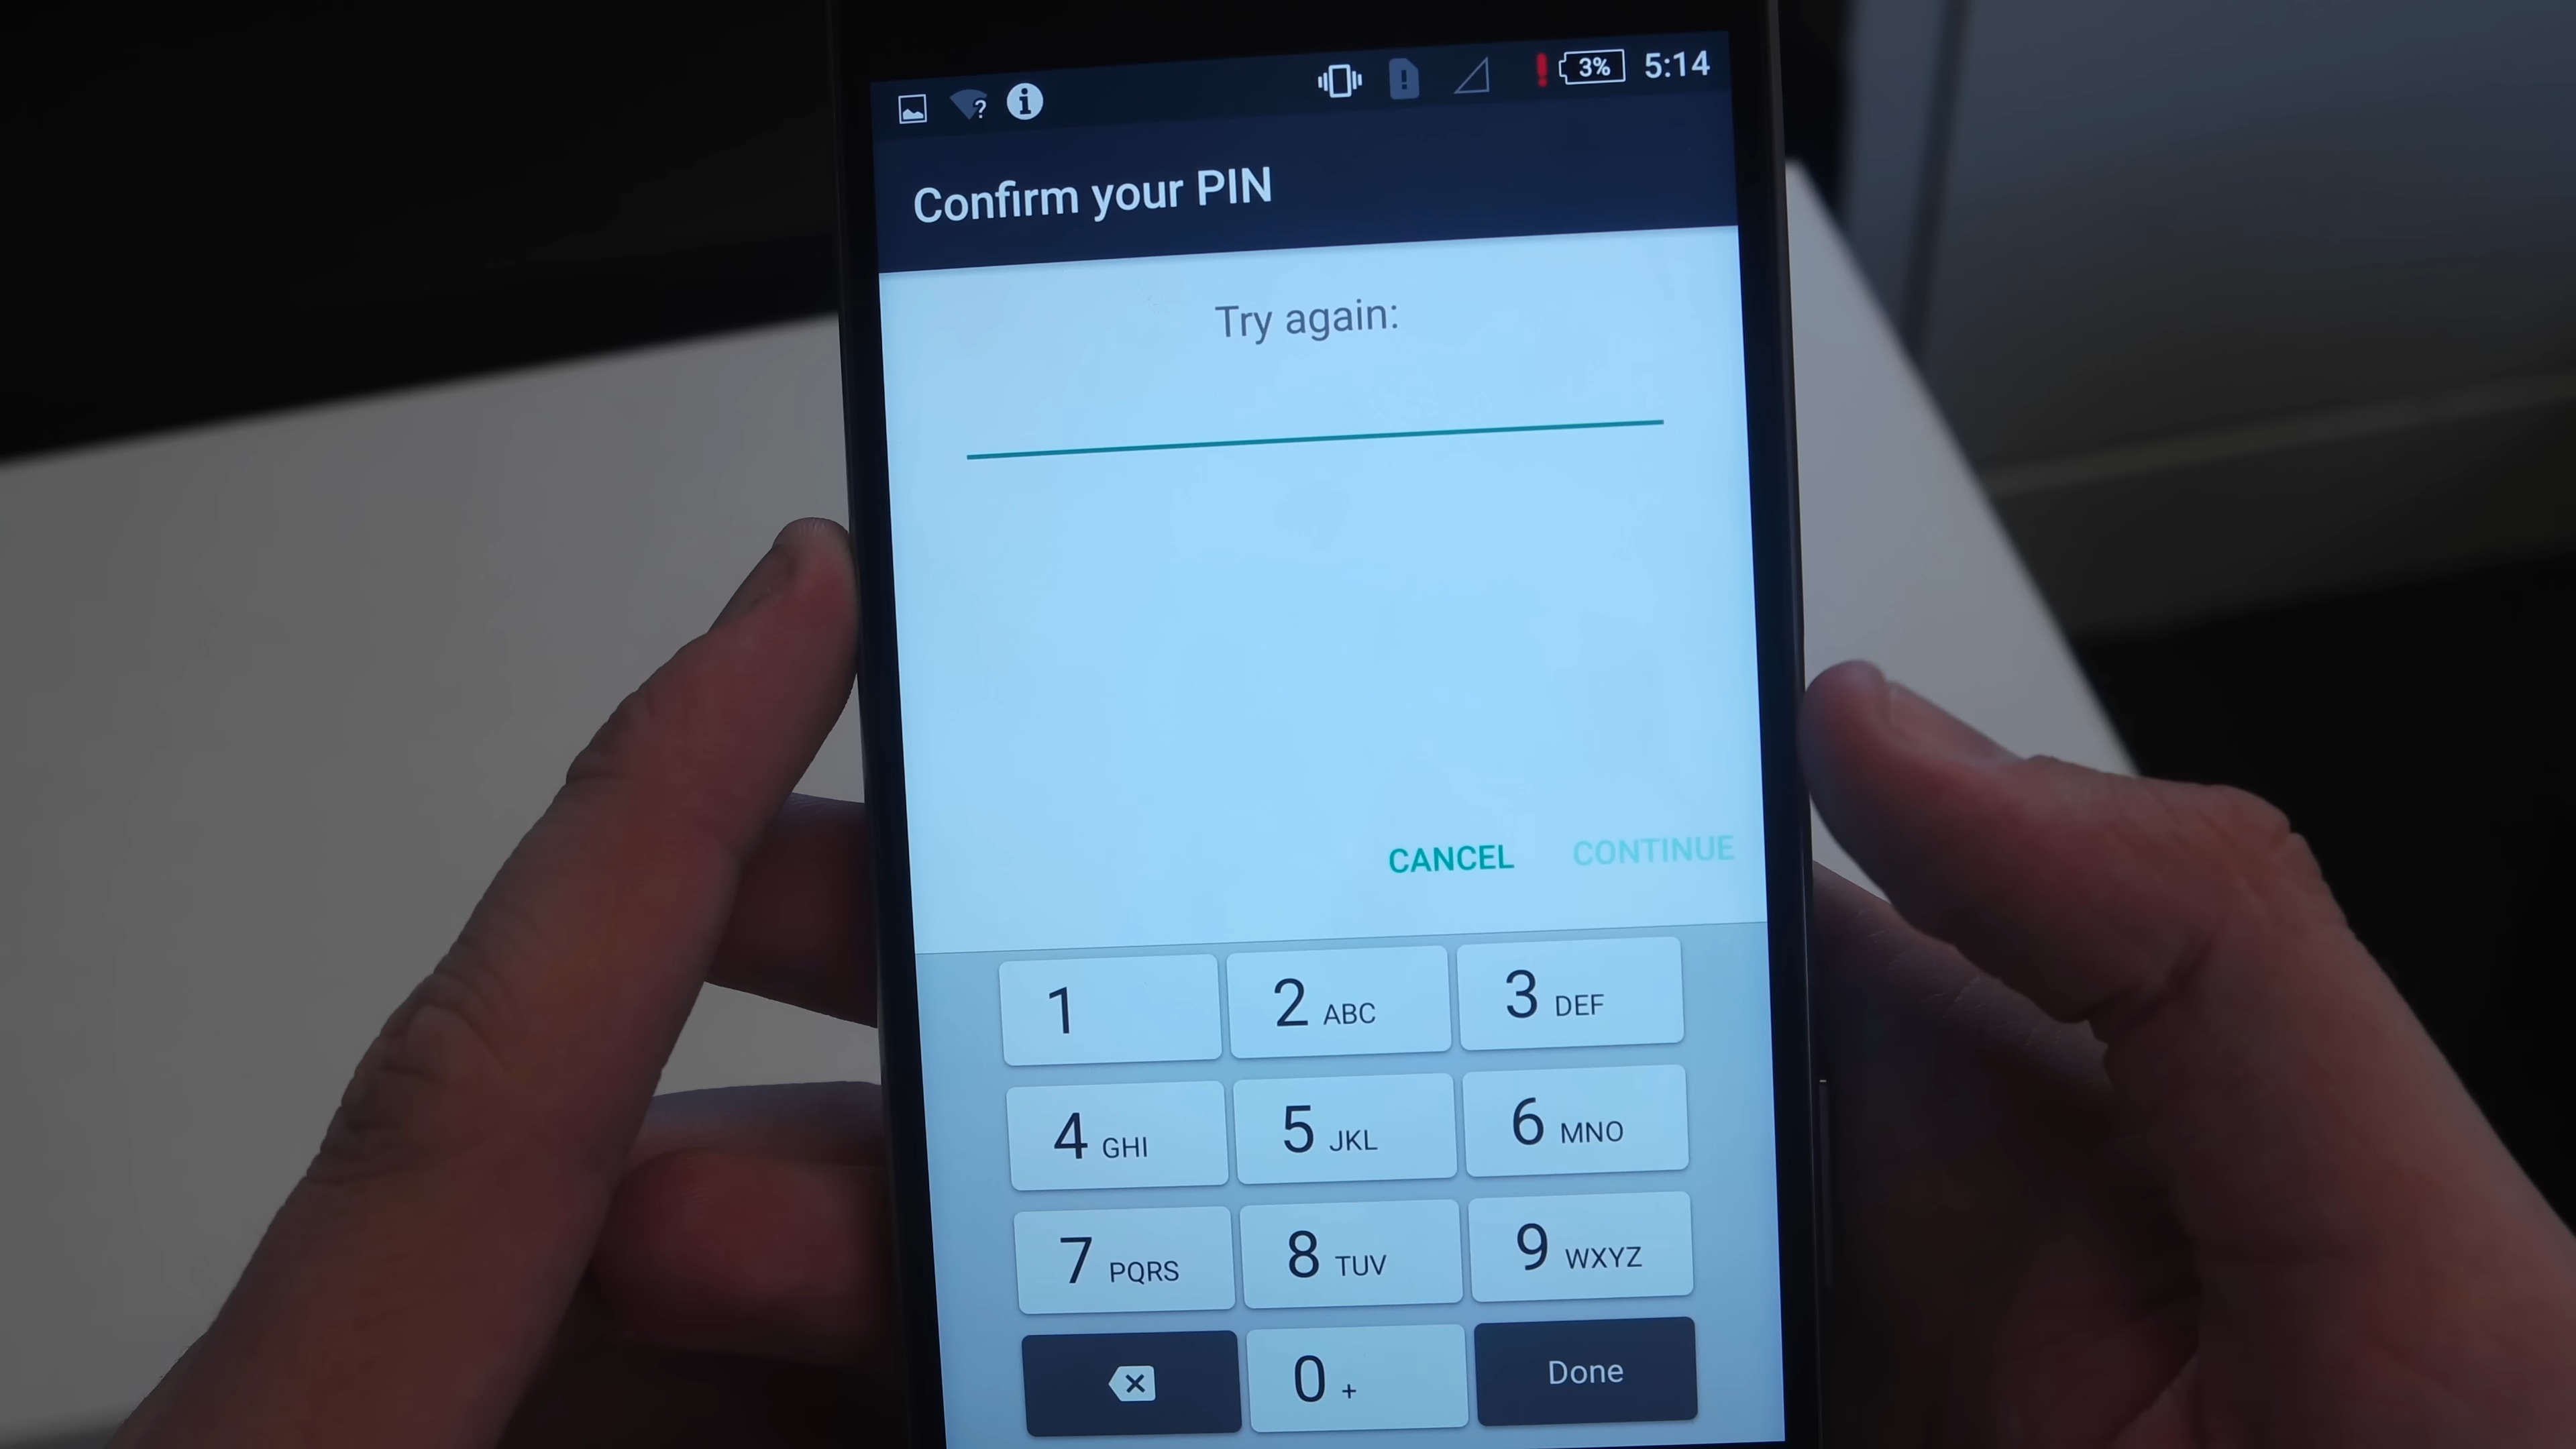 3% 5:14
Confirm your PIN
Try again:
CANCEL CONTINUE
1 2 ABC 3 DEF
4 GHI 5 JKL 6 MNO
7 PQRS 8 TUV 9 WXYZ
0 + Done